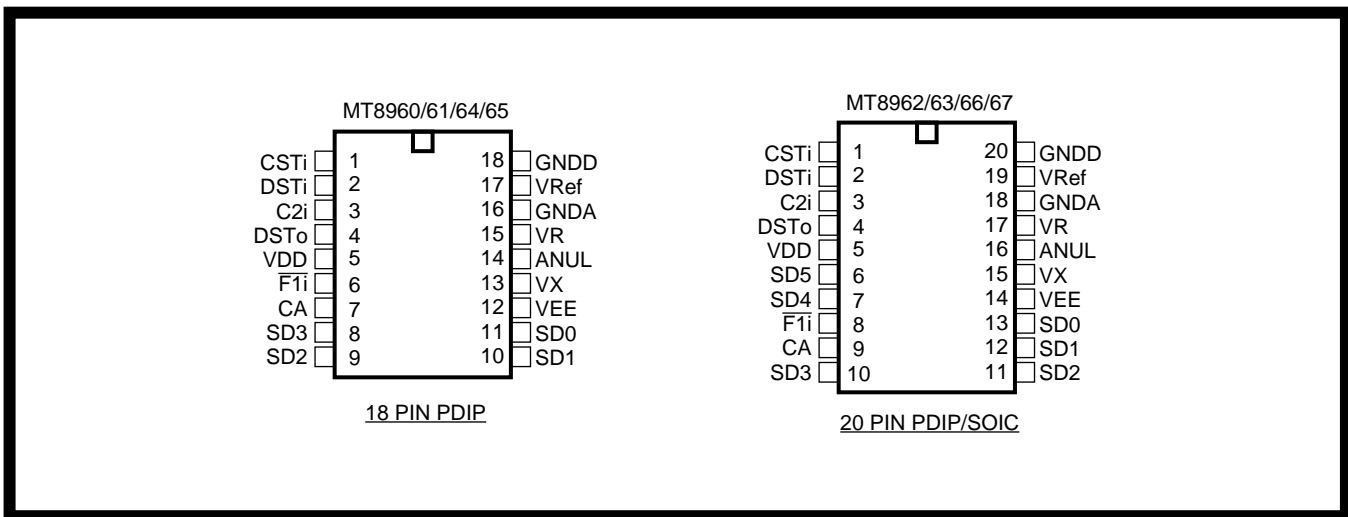 MT8960/61/64/65
CSTi 1 18 GNDD
DSTi 2 17 VRef
C2i 3 16 GNDA
DSTo 4 15 VR
VDD 5 14 ANUL
F1i 6 13 VX
CA 7 12 VEE
SD3 8 11 SD0
SD2 9 10 SD1
18 PIN PDIP
MT8962/63/66/67
CSTi 1 20 GNDD
DSTi 2 19 VRef
C2i 3 18 GNDA
DSTo 4 17 VR
VDD 5 16 ANUL
SD5 6 15 VX
SD4 7 14 VEE
F1i 8 13 SD0
CA 9 12 SD1
SD3 10 11 SD2
20 PIN PDIP/SOIC